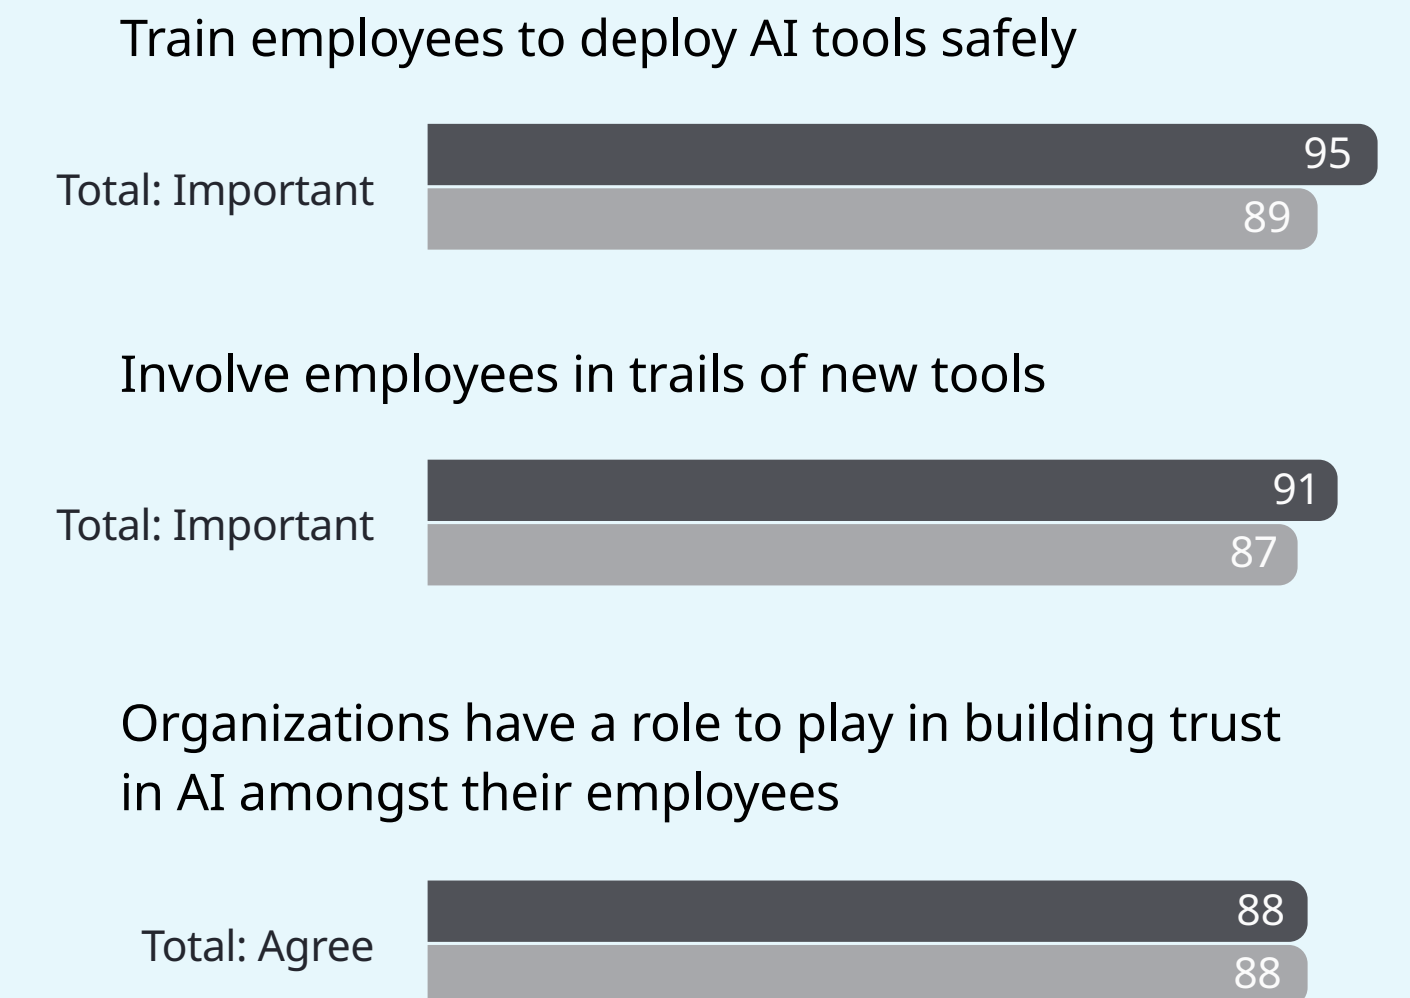 Train employees to deploy AI tools safely
95
Total: Important
89
Involve employees in trails of new tools
91
Total: Important
87
Organizations have a role to play in building trust
in AI amongst their employees
88
Total: Agree
88